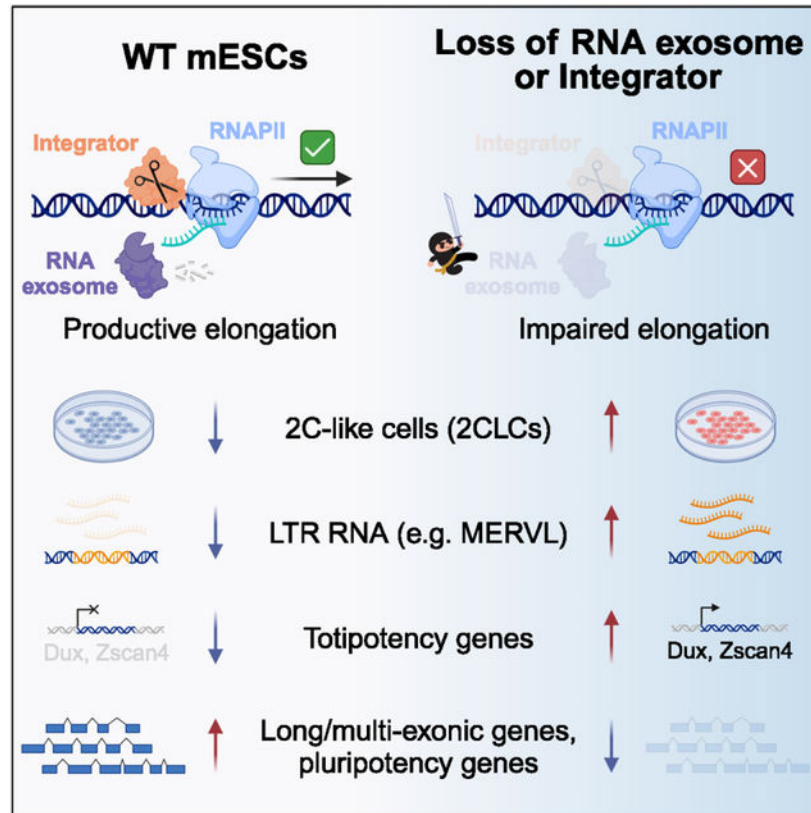 WT mESCs
Loss of RNA exosome
or Integrator
Integrator
RNAPII
RNA
exosome
Productive elongation
Integrator
RNAPII
RNA
exosome
Impaired elongation
2C-like cells (2CLCs)
LTR RNA (e.g. MERVL)
Dux, Zscan4
Totipotency genes
Dux, Zscan4
Long/multi-exonic genes,
pluripotency genes